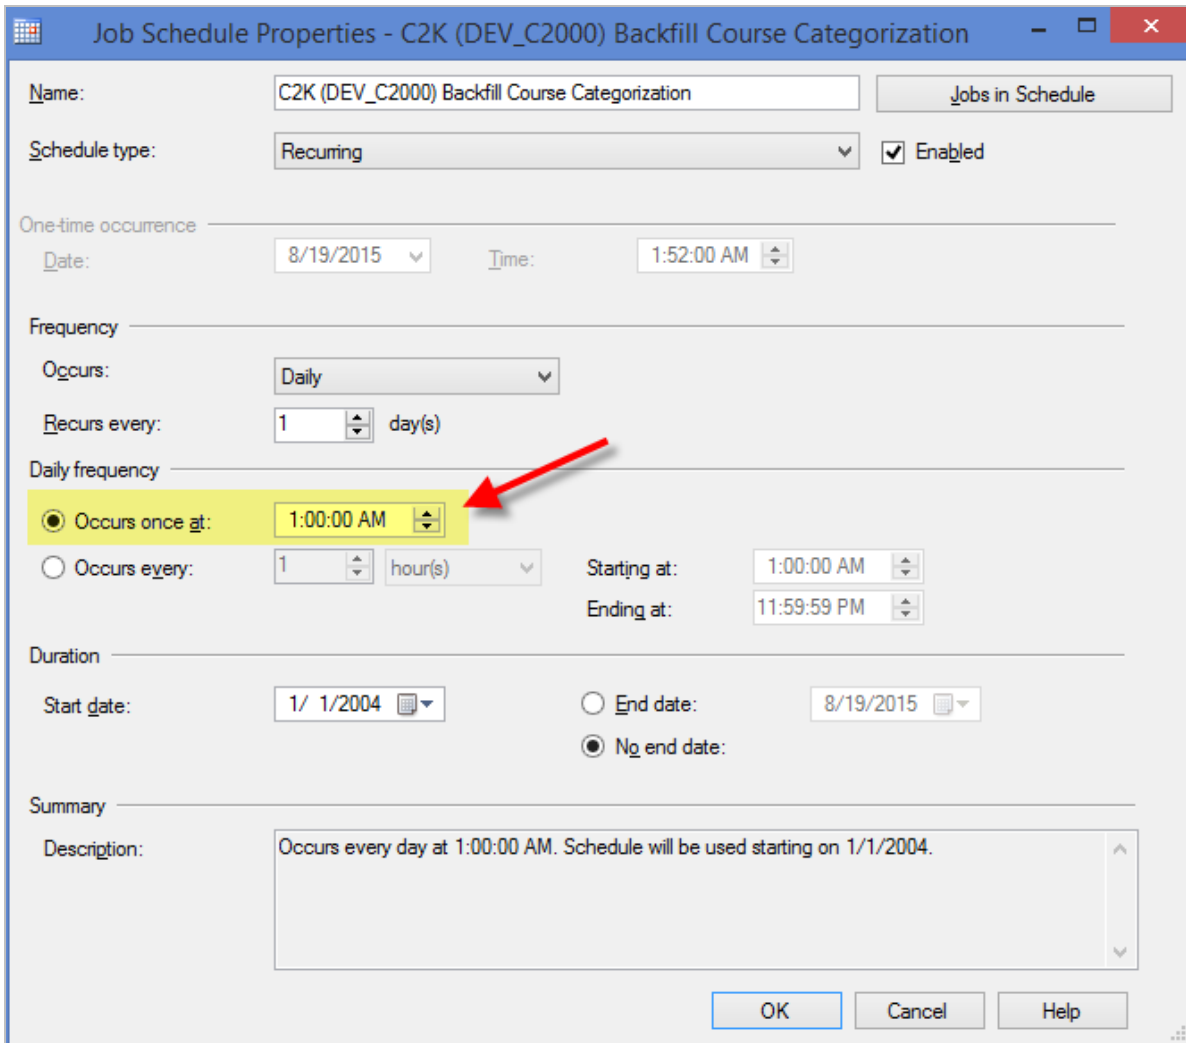 Job Schedule Properties - C2K (DEV_C2000) Backfill Course Categorization
Name: C2K (DEV_C2000) Backfill Course Categorization Jobs in Schedule
Schedule type: Recurring Enabled
One-time occurrence
Date: 8/19/2015 Time: 1:52:00 AM
Frequency
Occurs: Daily
Recurs every: 1 day(s)
Daily frequency
Occurs once at: 1:00:00 AM
Occurs every: 1 hour(s) Starting at: 1:00:00 AM
Ending at: 11:59:59 PM
Duration
Start date: 1/ 1/2004 End date: 8/19/2015
No end date:
Summary
Description: Occurs every day at 1:00:00 AM. Schedule will be used starting on 1/1/2004.
OK Cancel Help